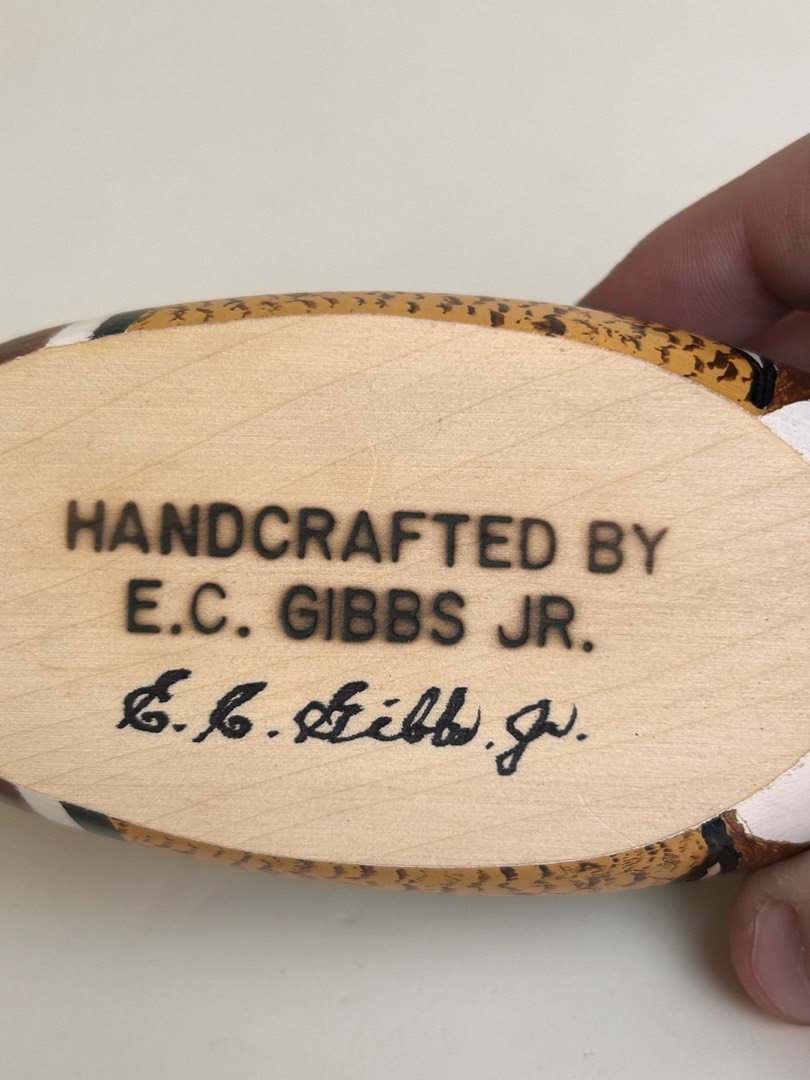 HANDCRAFTED BY
E.C. GIBBS JR.
E. C. Gibbs. Jr.